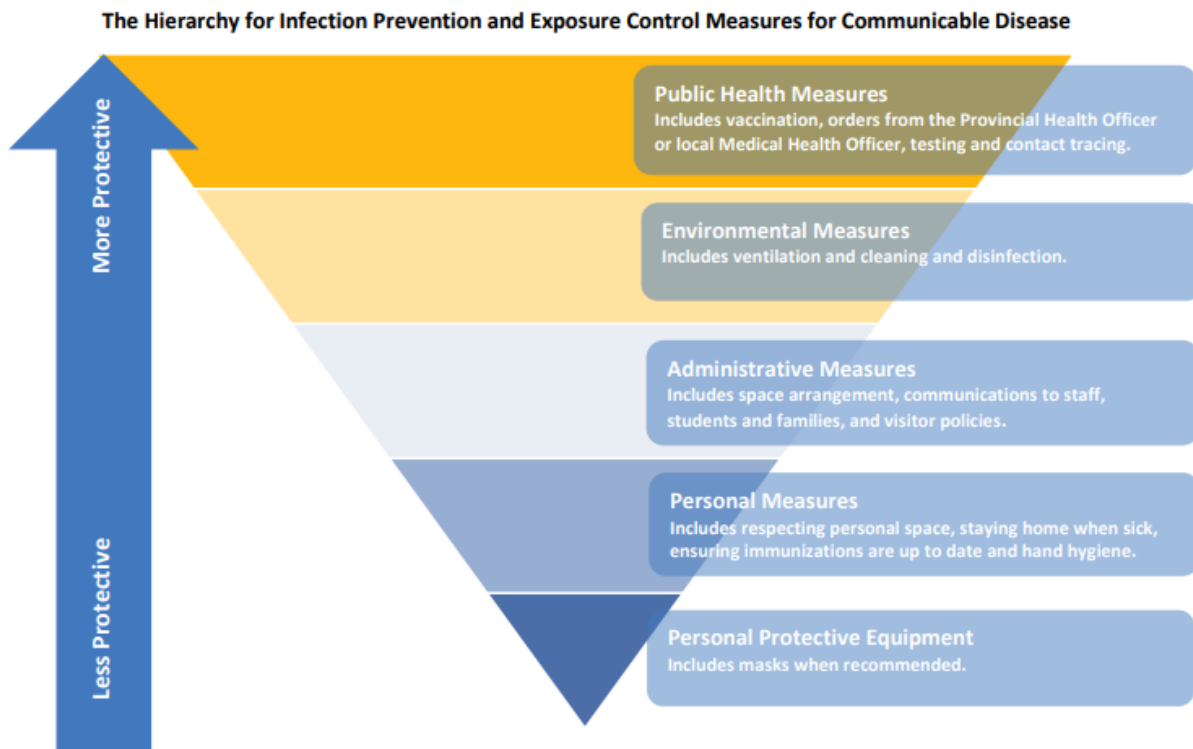 The Hierarchy for Infection Prevention and Exposure Control Measures for Communicable Disease
More Protective
Less Protective
Public Health Measures
Includes vaccination, orders from the Provincial Health Officer
or local Medical Health Officer, testing and contact tracing.
Environmental Measures
Includes ventilation and cleaning and disinfection.
Administrative Measures
Includes space arrangement, communications to staff,
students and families, and visitor policies.
Personal Measures
Includes respecting personal space, staying home when sick,
ensuring immunizations are up to date and hand hygiene.
Personal Protective Equipment
Includes masks when recommended.